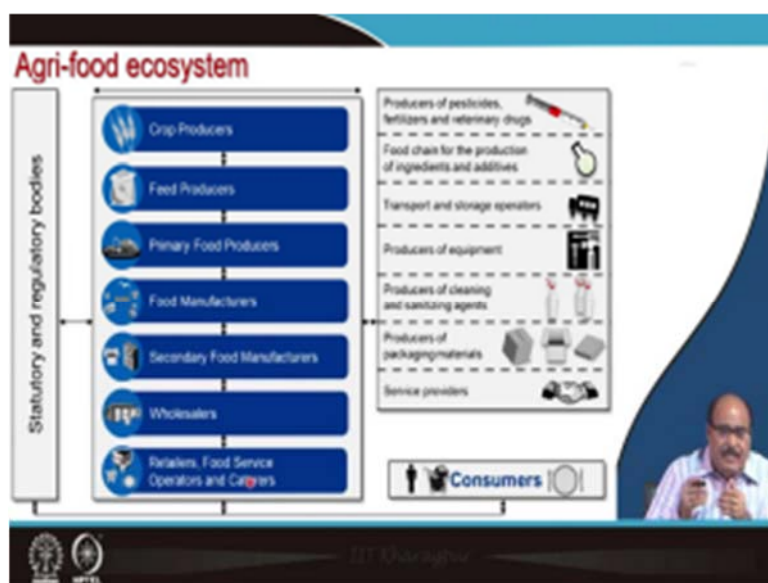 Agri-food ecosystem
Statutory and regulatory bodies
Crop Producers
Feed Producers
Primary Food Producers
Food Manufacturers
Secondary Food Manufacturers
Wholesalers
Retailers, Food Service
Operators and Caterers
Producers of pesticides,
fertilizers and veterinary drugs
Food chain for the production
of ingredients and additives
Transport and storage operators
Producers of equipment
Producers of cleaning
and sanitizing agents
Producers of
packaging materials
Service providers
Consumers
IIT Kharagpur
NPTEL